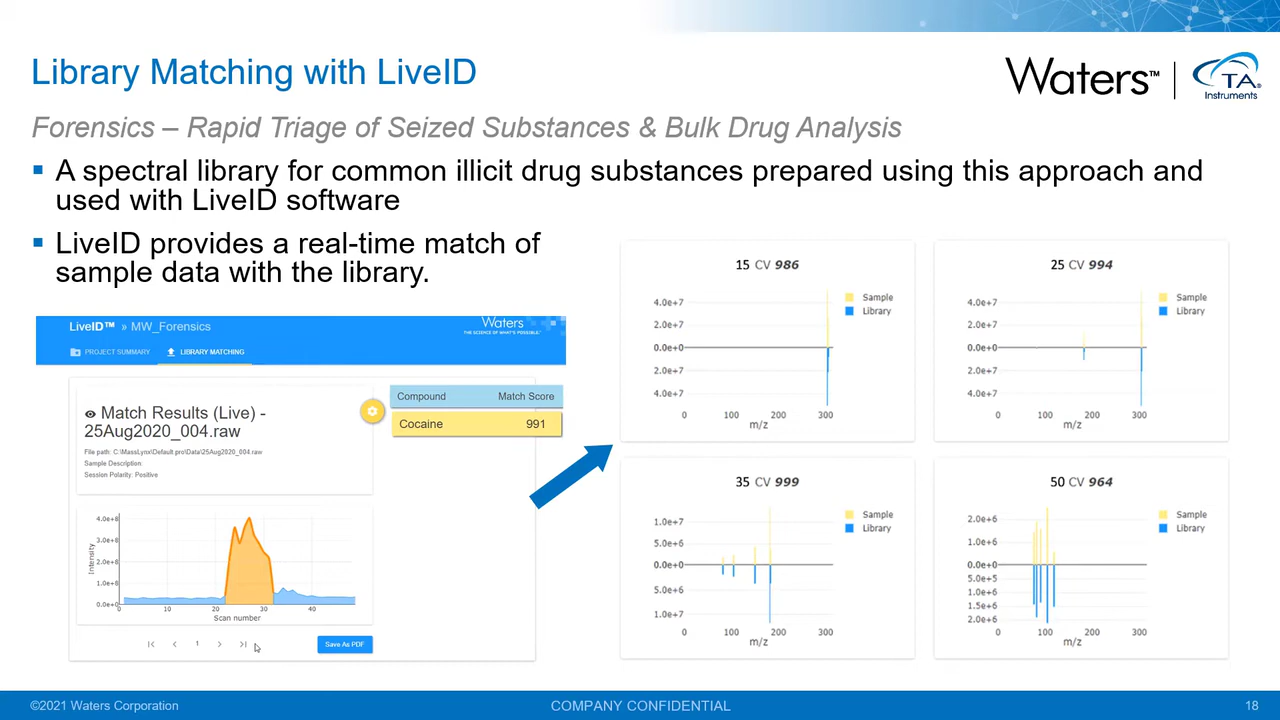 Library Matching with LiveID
Waters™
TA
Instruments
Forensics – Rapid Triage of Seized Substances & Bulk Drug Analysis
A spectral library for common illicit drug substances prepared using this approach and
used with LiveID software
LiveID provides a real-time match of
sample data with the library.
LiveID™ » MW_Forensics
Waters
THE SCIENCE OF WHAT'S POSSIBLE.™
PROJECT SUMMARY
LIBRARY MATCHING
Match Results (Live) -
25Aug2020_004.raw
File path: C:\MassLynx\Default.pro\Data\25Aug2020_004.raw
Sample Description:
Session Polarity: Positive
Compound Match Score
Cocaine 991
4.0e+8
3.0e+8
2.0e+8
1.0e+8
0.0e+0
Intensity
0 10 20 30 40
Scan number
1
Save As PDF
15 CV 986
Sample
Library
4.0e+7
2.0e+7
0.0e+0
2.0e+7
4.0e+7
0 100 200 300
m/z
25 CV 994
Sample
Library
4.0e+7
2.0e+7
0.0e+0
2.0e+7
4.0e+7
0 100 200 300
m/z
35 CV 999
Sample
Library
1.0e+7
5.0e+6
0.0e+0
5.0e+6
1.0e+7
0 100 200 300
m/z
50 CV 964
Sample
Library
2.0e+6
1.0e+6
0.0e+0
5.0e+5
1.0e+6
1.5e+6
2.0e+6
0 100 200 300
m/z
©2021 Waters Corporation
COMPANY CONFIDENTIAL
18